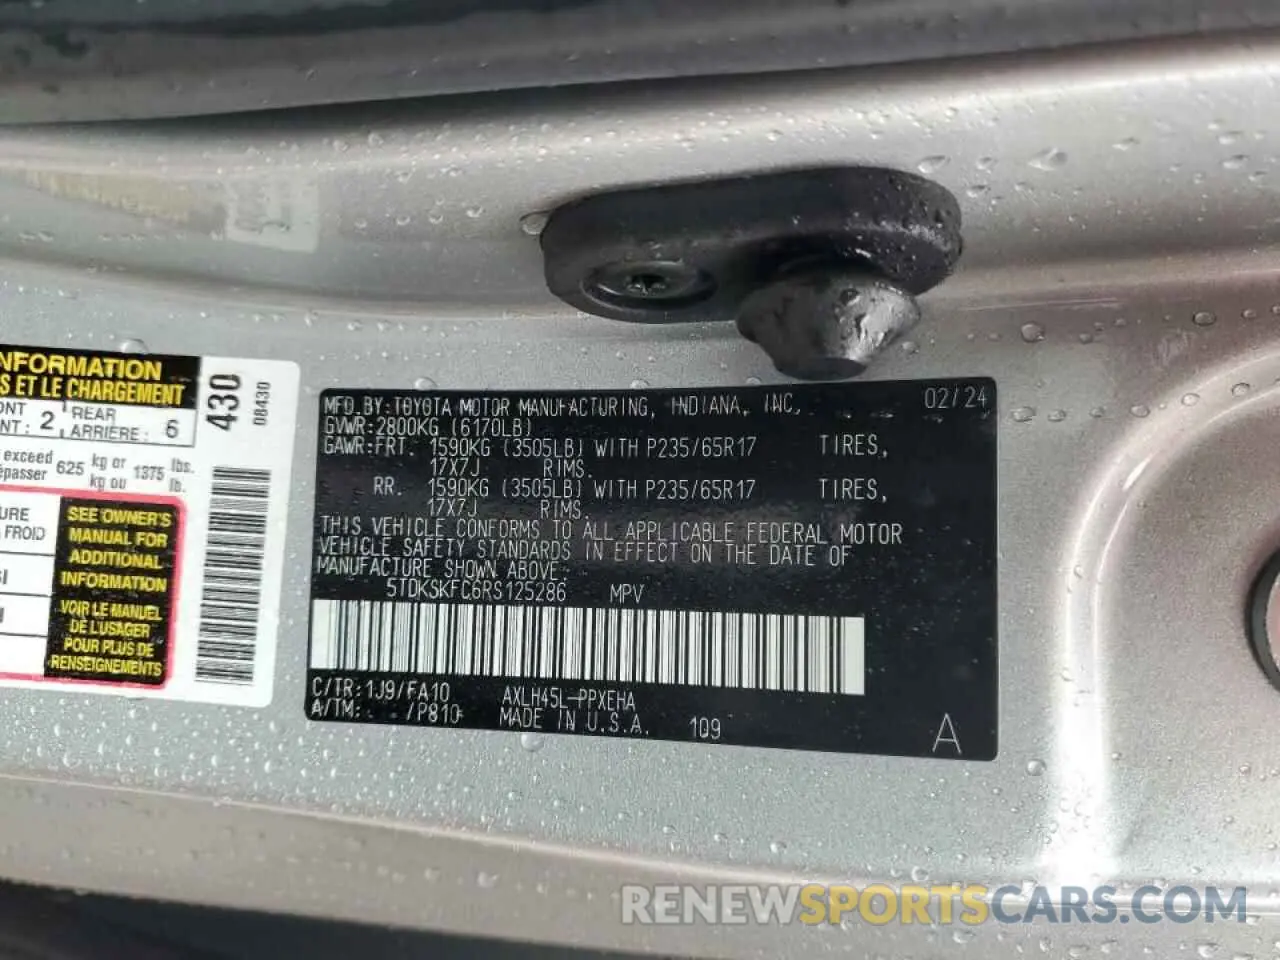 NFORMATION
S ET LE CHARGEMENT
ONT 2 REAR 6
NT : ARRIÈRE :
exceed 625 kg or 1375 lbs.
épasser kg ou lb.
URE
FROID
SEE OWNER'S
MANUAL FOR
ADDITIONAL
INFORMATION
VOIR LE MANUEL
DE L'USAGER
POUR PLUS DE
RENSEIGNEMENTS
430
08430
MFD.BY:TOYOTA MOTOR MANUFACTURING, INDIANA, INC. 02/24
GVWR:2800KG (6170LB)
GAWR:FRT. 1590KG (3505LB) WITH P235/65R17 TIRES,
17X7J RIMS.
RR. 1590KG (3505LB) WITH P235/65R17 TIRES,
17X7J RIMS.
THIS VEHICLE CONFORMS TO ALL APPLICABLE FEDERAL MOTOR
VEHICLE SAFETY STANDARDS IN EFFECT ON THE DATE OF
MANUFACTURE SHOWN ABOVE.
5TDKSKFC6RS125286 MPV
C/TR:1J9/FA10 AXLH45L-PPXEHA
A/TM: /P810 MADE IN U.S.A. 109
A
RENEWSPORTSCARS.COM